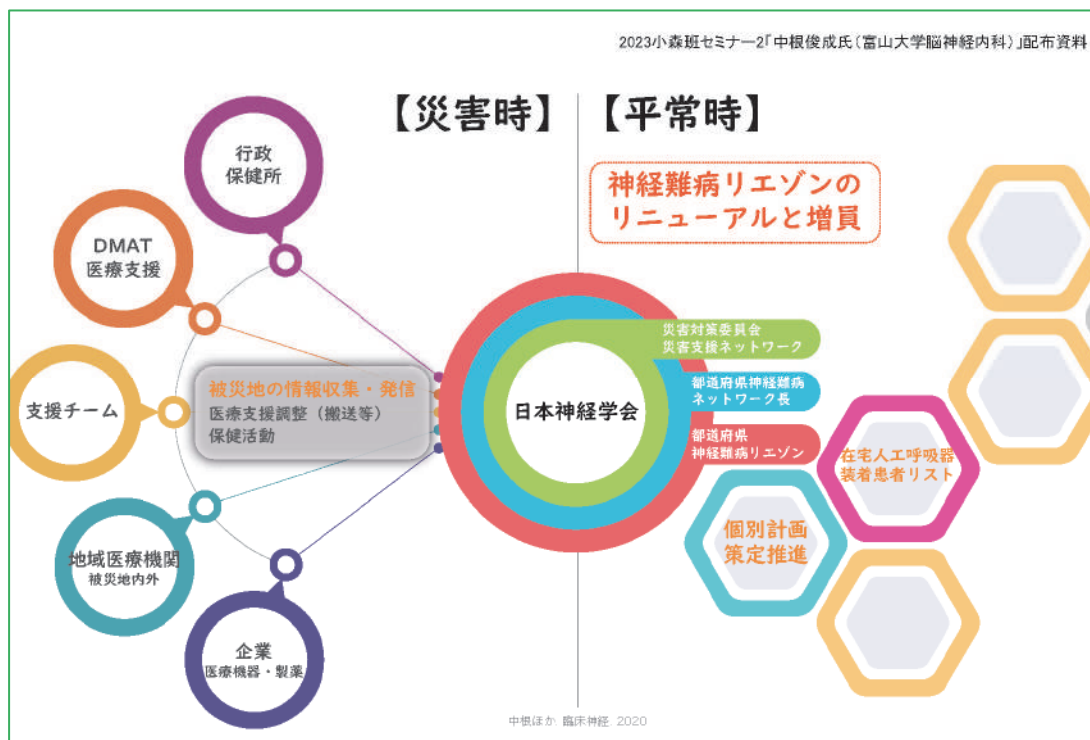 2023小森班セミナー2「中根俊成氏(富山大学脳神経内科)」配布資料
【災害時】
【平常時】
神経難病リエゾンの
リニューアルと増員
行政
保健所
DMAT
医療支援
支援チーム
地域医療機関
被災地内外
企業
医療機器・製薬
被災地の情報収集・発信
医療支援調整(搬送等)
保健活動
日本神経学会
災害対策委員会
災害支援ネットワーク
都道府県神経難病
ネットワーク長
都道府県
神経難病リエゾン
在宅人工呼吸器
装着患者リスト
個別計画
策定推進
中根ほか. 臨床神経. 2020